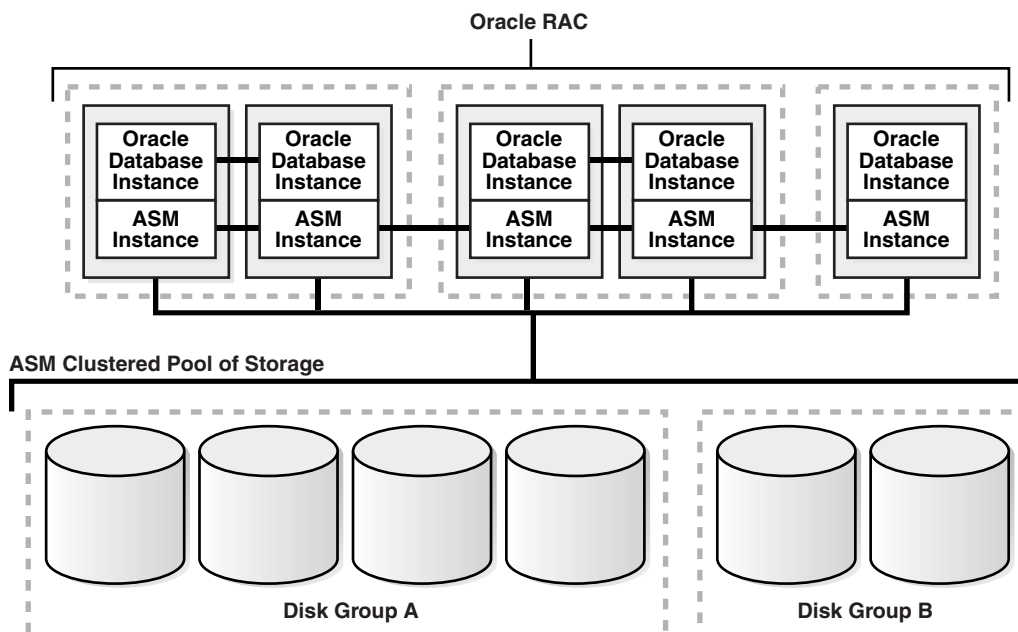 Oracle RAC
Oracle
Database
Instance
ASM
Instance
Oracle
Database
Instance
ASM
Instance
Oracle
Database
Instance
ASM
Instance
Oracle
Database
Instance
ASM
Instance
Oracle
Database
Instance
ASM
Instance
ASM Clustered Pool of Storage
Disk Group A
Disk Group B